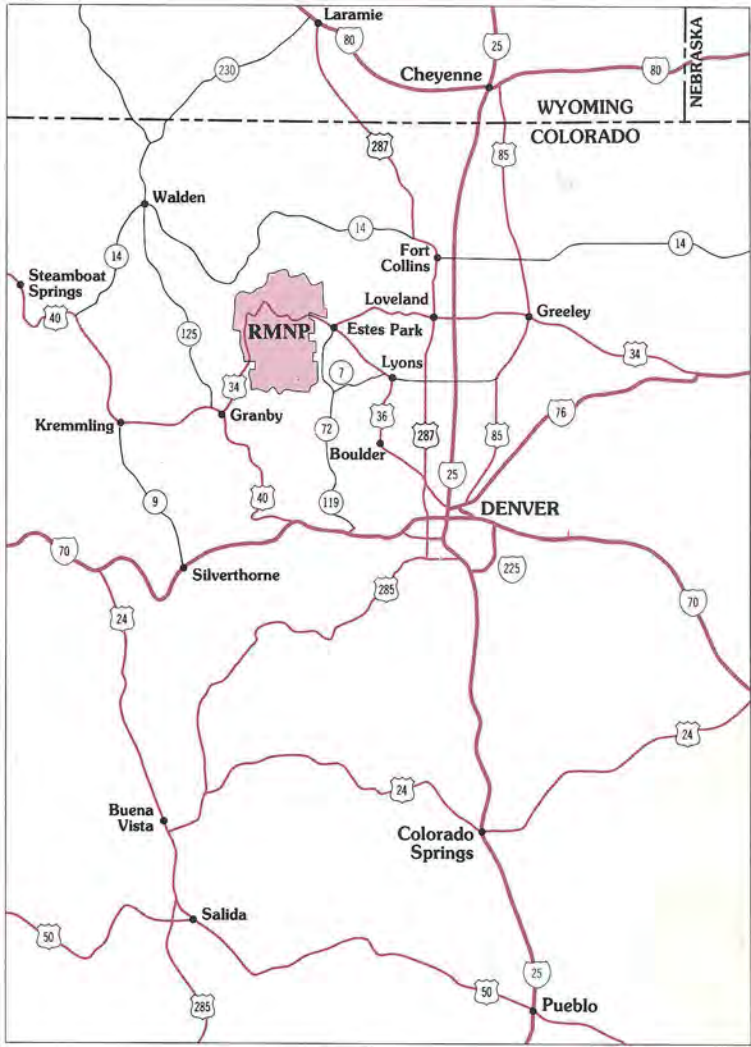 Laramie
80
25
230
Cheyenne
80
NEBRASKA
WYOMING
COLORADO
287
85
Walden
14
14
14
Fort
Collins
Steamboat
Springs
40
Loveland
Greeley
RMNP
Estes Park
125
34
Lyons
7
34
36
76
Kremmling
Granby
72
287
85
Boulder
25
9
40
119
DENVER
70
Silverthorne
225
285
70
24
24
24
Buena
Vista
Colorado
Springs
Salida
50
25
50
285
Pueblo